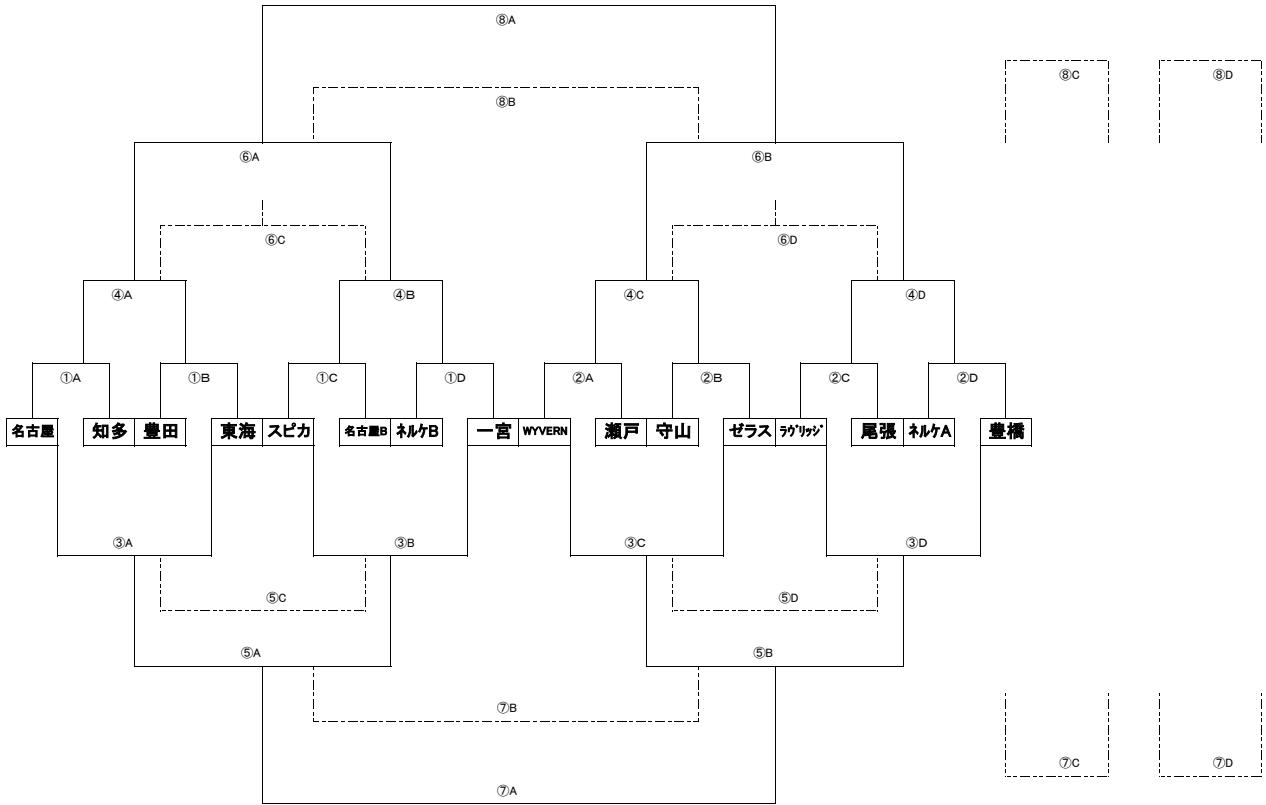 ⑧A
⑧C
⑧D
⑧B
⑥A
⑥B
⑥C
⑥D
④A
④B
④C
④D
①A
①B
①C
①D
②A
②B
②C
②D
名古屋
知多
豊田
東海
スピカ
名古屋B
ネルケB
一宮
WYVERN
瀬戸
守山
ゼラス
ラヴリッジ
尾張
ネルケA
豊橋
③A
③B
③C
③D
⑤C
⑤D
⑤A
⑤B
⑦B
⑦C
⑦D
⑦A